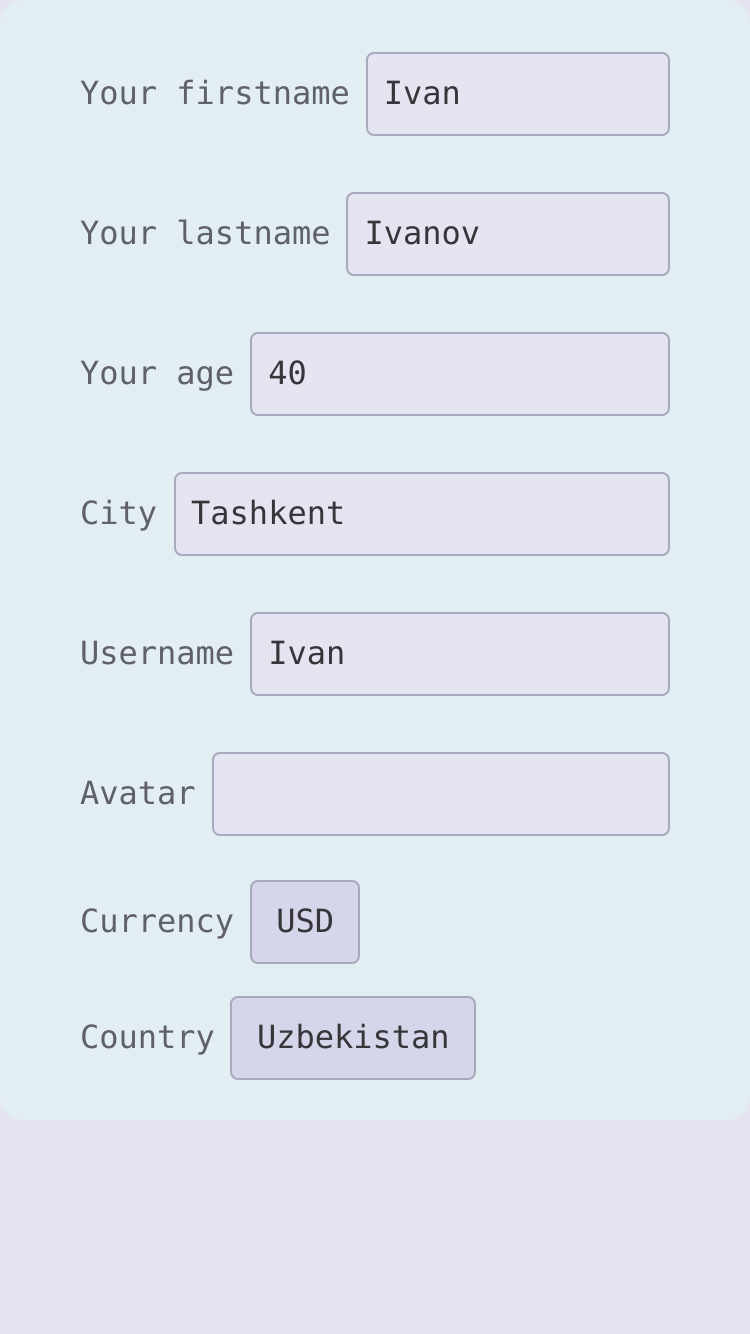 Your firstname Ivan
Your lastname Ivanov
Your age 40
City Tashkent
Username Ivan
Avatar
Currency USD
Country Uzbekistan